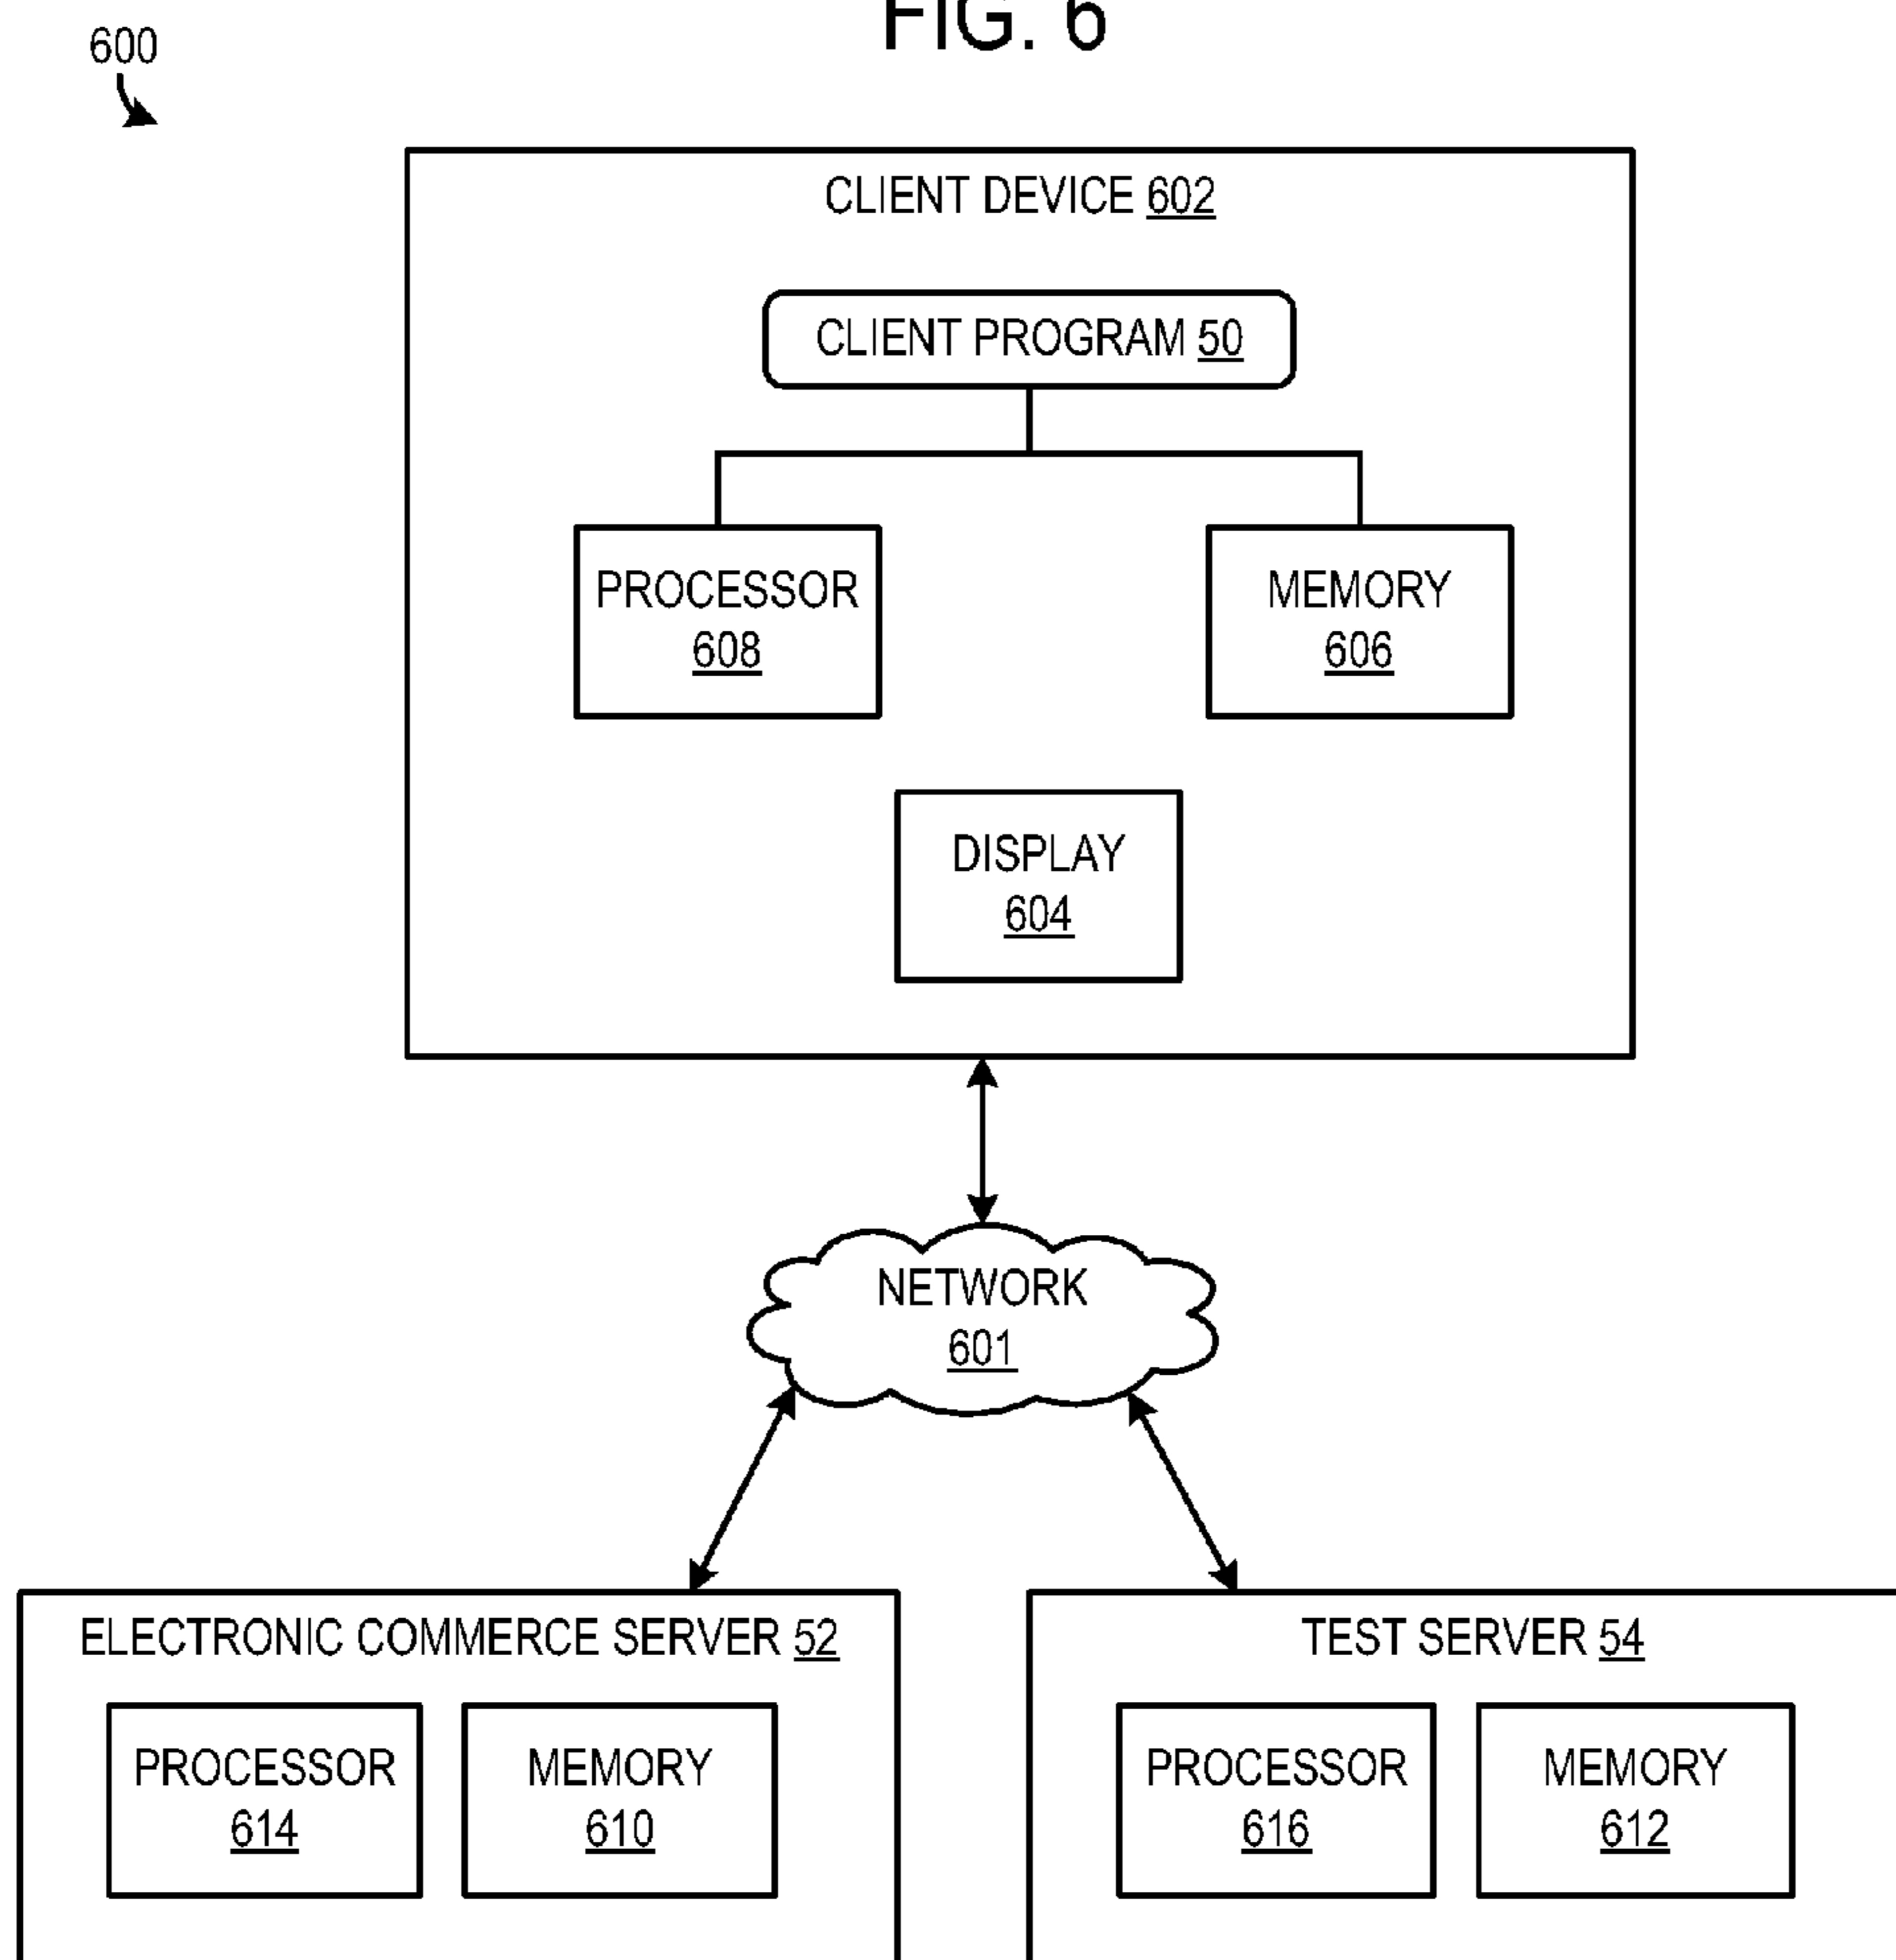 FIG. 6
600
CLIENT DEVICE 602
CLIENT PROGRAM 50
PROCESSOR
608
MEMORY
606
DISPLAY
604
NETWORK
601
ELECTRONIC COMMERCE SERVER 52
PROCESSOR
614
MEMORY
610
TEST SERVER 54
PROCESSOR
616
MEMORY
612